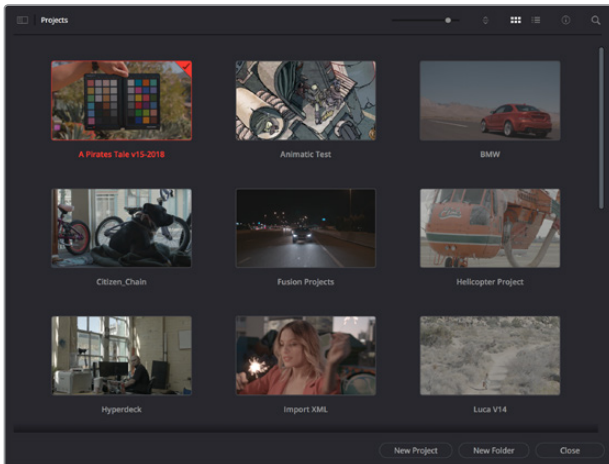 Projects
A Pirates Tale v15-2018
Animatic Test
BMW
Citizen_Chain
Fusion Projects
Helicopter Project
Hyperdeck
Import XML
Luca V14
New Project
New Folder
Close